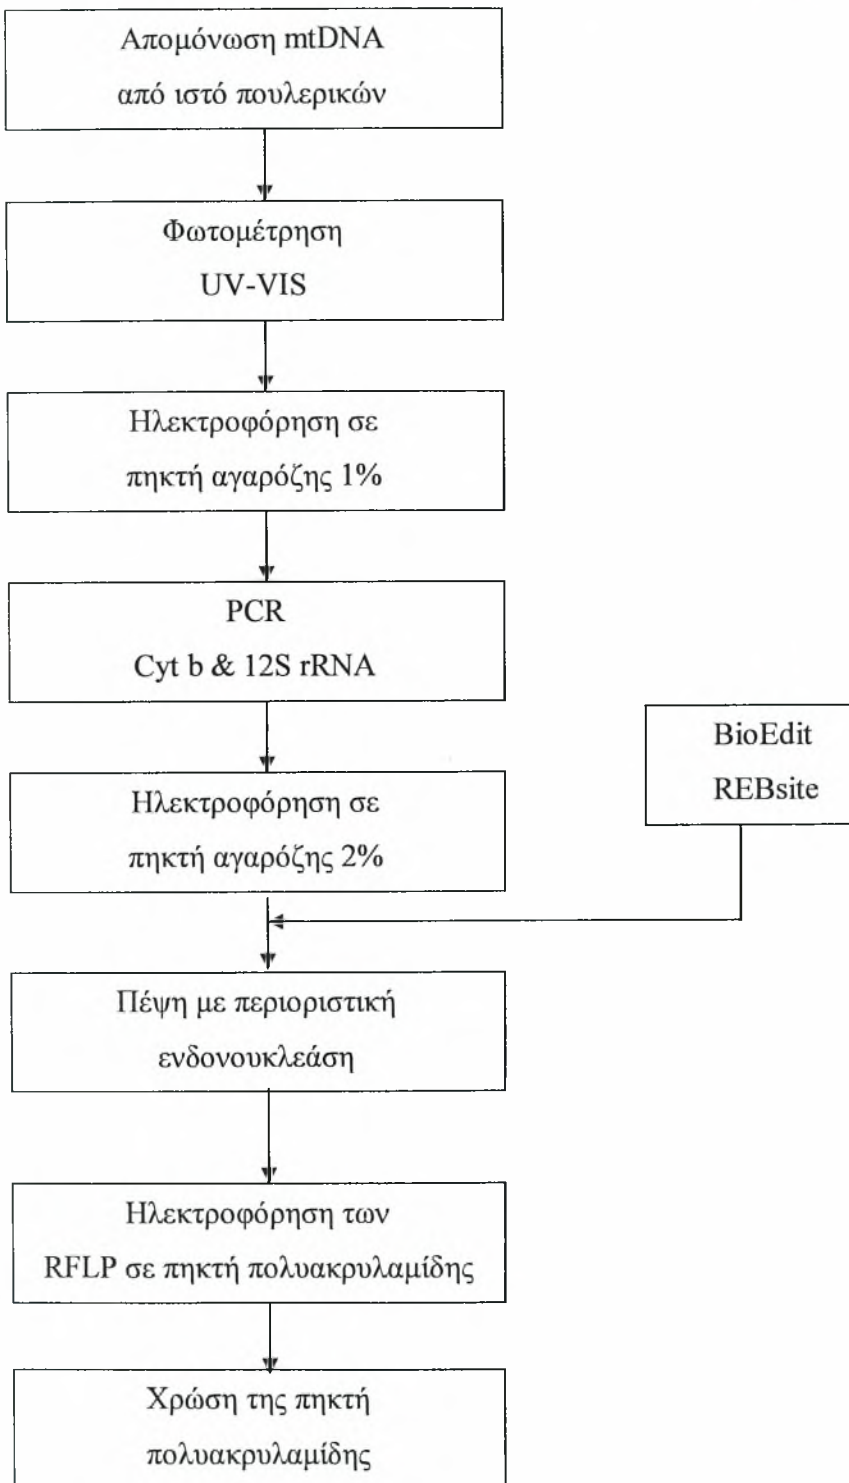 Απομόνωση mtDNA
από ιστό πουλερικών
Φωτομέτρηση
UV-VIS
Ηλεκτροφόρηση σε
πηκτή αγαρόζης 1%
PCR
Cyt b & 12S rRNA
BioEdit
REBsite
Ηλεκτροφόρηση σε
πηκτή αγαρόζης 2%
Πέψη με περιοριστική
ενδονουκλεάση
Ηλεκτροφόρηση των
RFLP σε πηκτή πολυακρυλαμίδης
Χρώση της πηκτή
πολυακρυλαμίδης